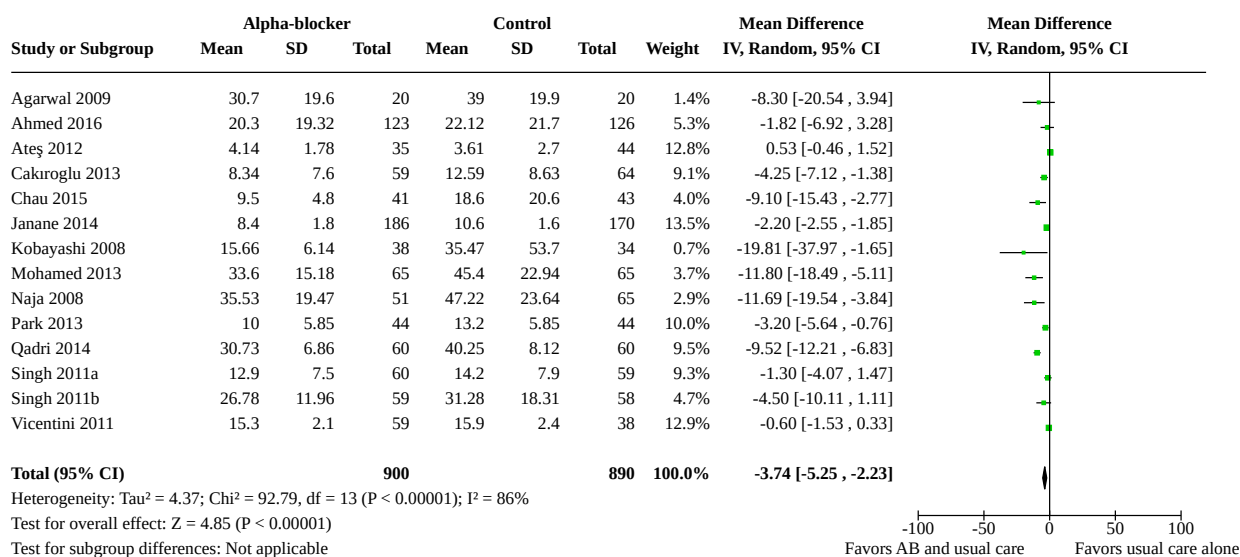 Alpha-blocker Control Mean Difference Mean Difference
Study or Subgroup Mean SD Total Mean SD Total Weight IV, Random, 95% CI IV, Random, 95% CI
Agarwal 2009 30.7 19.6 20 39 19.9 20 1.4% -8.30 [-20.54 , 3.94]
Ahmed 2016 20.3 19.32 123 22.12 21.7 126 5.3% -1.82 [-6.92 , 3.28]
Ateş 2012 4.14 1.78 35 3.61 2.7 44 12.8% 0.53 [-0.46 , 1.52]
Cakıroglu 2013 8.34 7.6 59 12.59 8.63 64 9.1% -4.25 [-7.12 , -1.38]
Chau 2015 9.5 4.8 41 18.6 20.6 43 4.0% -9.10 [-15.43 , -2.77]
Janane 2014 8.4 1.8 186 10.6 1.6 170 13.5% -2.20 [-2.55 , -1.85]
Kobayashi 2008 15.66 6.14 38 35.47 53.7 34 0.7% -19.81 [-37.97 , -1.65]
Mohamed 2013 33.6 15.18 65 45.4 22.94 65 3.7% -11.80 [-18.49 , -5.11]
Naja 2008 35.53 19.47 51 47.22 23.64 65 2.9% -11.69 [-19.54 , -3.84]
Park 2013 10 5.85 44 13.2 5.85 44 10.0% -3.20 [-5.64 , -0.76]
Qadri 2014 30.73 6.86 60 40.25 8.12 60 9.5% -9.52 [-12.21 , -6.83]
Singh 2011a 12.9 7.5 60 14.2 7.9 59 9.3% -1.30 [-4.07 , 1.47]
Singh 2011b 26.78 11.96 59 31.28 18.31 58 4.7% -4.50 [-10.11 , 1.11]
Vicentini 2011 15.3 2.1 59 15.9 2.4 38 12.9% -0.60 [-1.53 , 0.33]
Total (95% CI) 900 890 100.0% -3.74 [-5.25 , -2.23]
Heterogeneity: Tau² = 4.37; Chi² = 92.79, df = 13 (P < 0.00001); I² = 86%
Test for overall effect: Z = 4.85 (P < 0.00001)
-100 -50 0 50 100
Test for subgroup differences: Not applicable
Favors AB and usual care Favors usual care alone